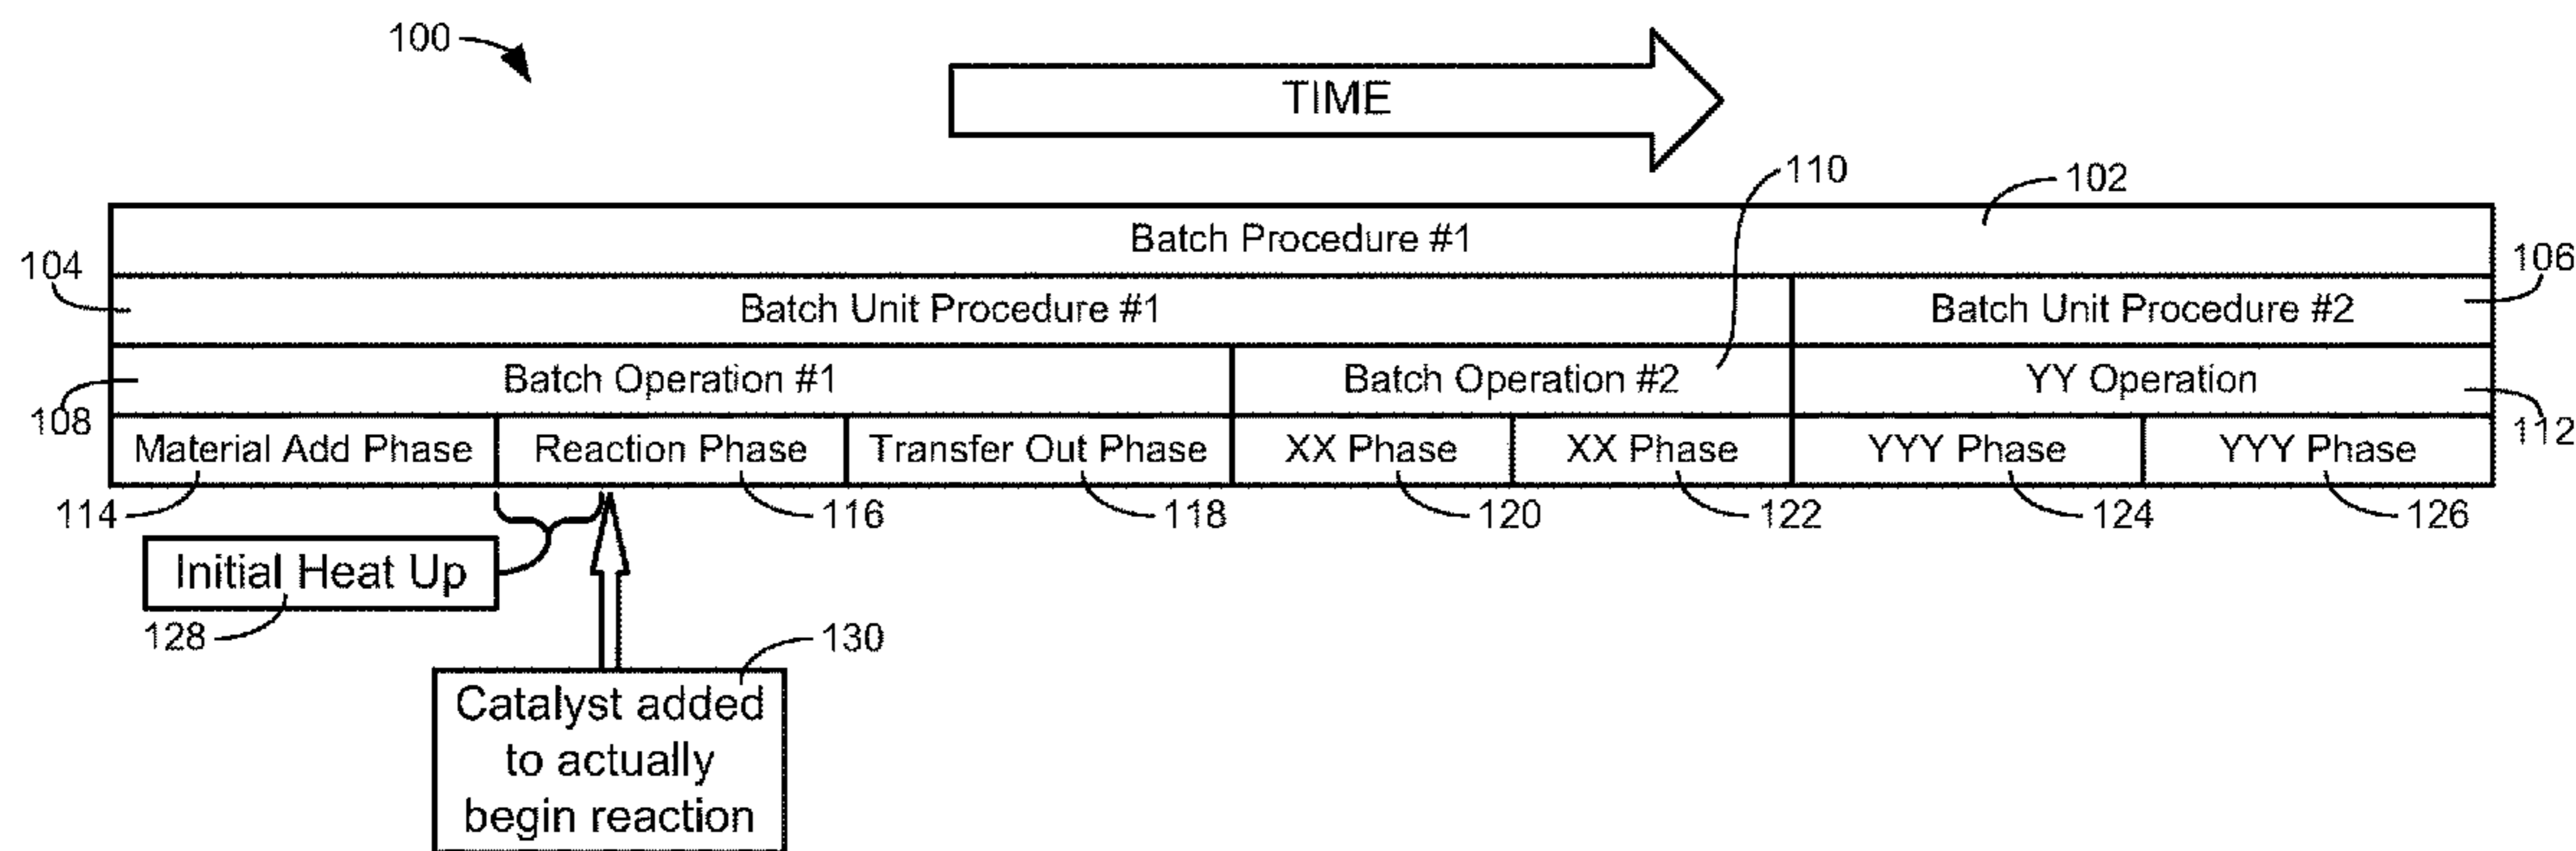 100
TIME
110
102
Batch Procedure #1
104
106
Batch Unit Procedure #1
Batch Unit Procedure #2
Batch Operation #1
Batch Operation #2
YY Operation
108
112
Material Add Phase
Reaction Phase
Transfer Out Phase
XX Phase
XX Phase
YYY Phase
YYY Phase
114
116
118
120
122
124
126
Initial Heat Up
128
130
Catalyst added
to actually
begin reaction